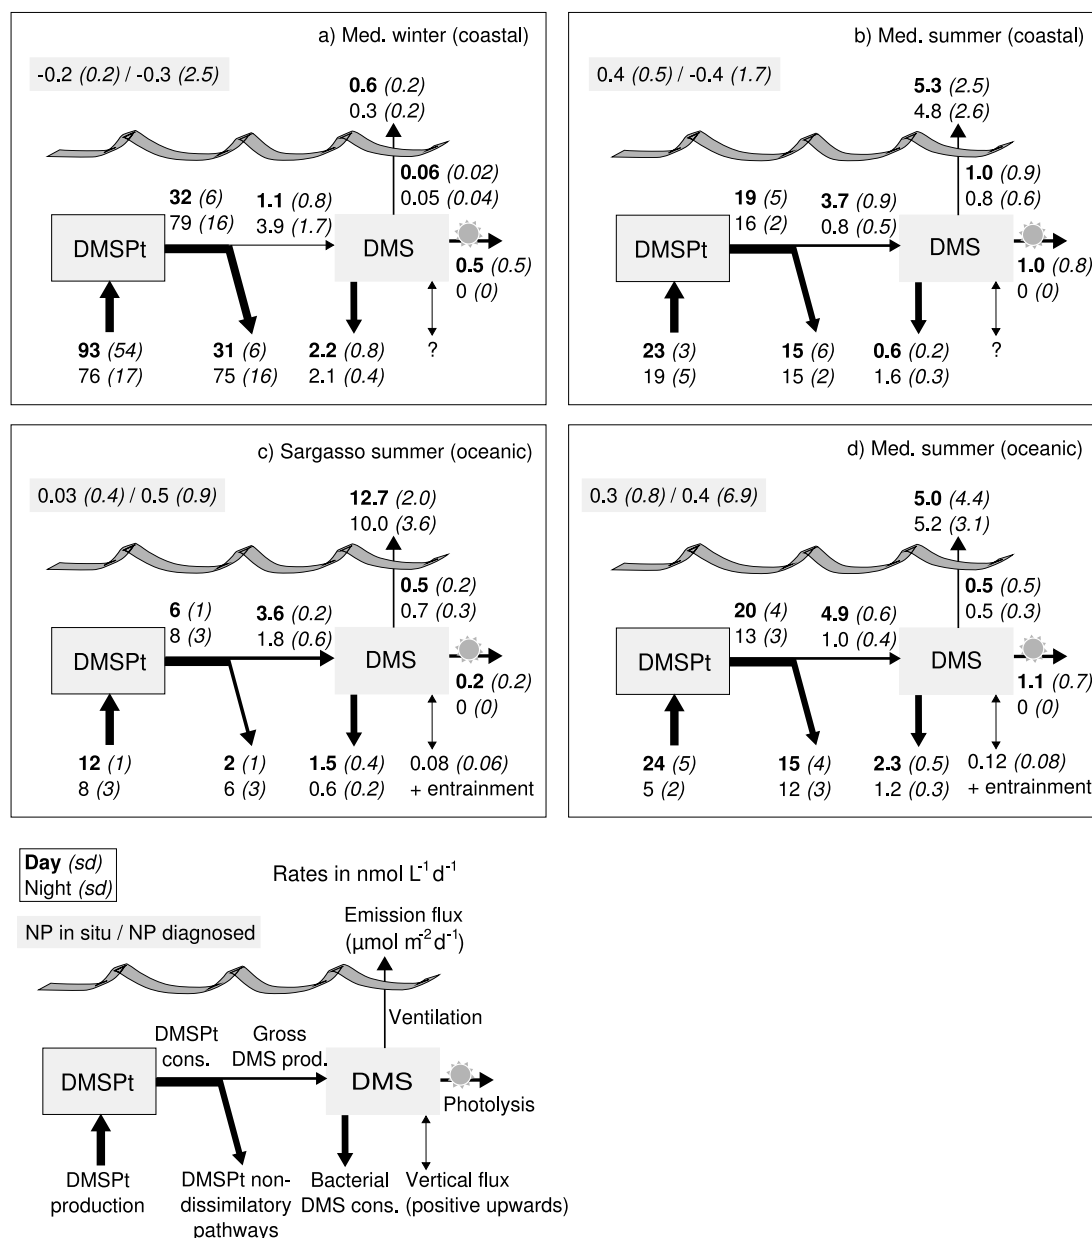 a) Med. winter (coastal)
-0.2 (0.2) / -0.3 (2.5)
0.6 (0.2)
0.3 (0.2)
0.06 (0.02)
0.05 (0.04)
32 (6)
79 (16)
1.1 (0.8)
3.9 (1.7)
DMSPt
DMS
0.5 (0.5)
0 (0)
93 (54)
76 (17)
31 (6)
75 (16)
2.2 (0.8)
2.1 (0.4)
?
b) Med. summer (coastal)
0.4 (0.5) / -0.4 (1.7)
5.3 (2.5)
4.8 (2.6)
1.0 (0.9)
0.8 (0.6)
19 (5)
16 (2)
3.7 (0.9)
0.8 (0.5)
DMSPt
DMS
1.0 (0.8)
0 (0)
23 (3)
19 (5)
15 (6)
15 (2)
0.6 (0.2)
1.6 (0.3)
?
c) Sargasso summer (oceanic)
0.03 (0.4) / 0.5 (0.9)
12.7 (2.0)
10.0 (3.6)
0.5 (0.2)
0.7 (0.3)
6 (1)
8 (3)
3.6 (0.2)
1.8 (0.6)
DMSPt
DMS
0.2 (0.2)
0 (0)
12 (1)
8 (3)
2 (1)
6 (3)
1.5 (0.4)
0.6 (0.2)
0.08 (0.06)
+ entrainment
d) Med. summer (oceanic)
0.3 (0.8) / 0.4 (6.9)
5.0 (4.4)
5.2 (3.1)
0.5 (0.5)
0.5 (0.3)
20 (4)
13 (3)
4.9 (0.6)
1.0 (0.4)
DMSPt
DMS
1.1 (0.7)
0 (0)
24 (5)
5 (2)
15 (4)
12 (3)
2.3 (0.5)
1.2 (0.3)
0.12 (0.08)
+ entrainment
Day (sd)
Night (sd)
Rates in nmol L⁻¹ d⁻¹
NP in situ / NP diagnosed
Emission flux
(µmol m⁻² d⁻¹)
Ventilation
DMSPt
cons.
Gross
DMS prod.
DMSPt
DMS
Photolysis
DMSPt
production
DMSPt non-
dissimilatory
pathways
Bacterial
DMS cons.
Vertical flux
(positive upwards)